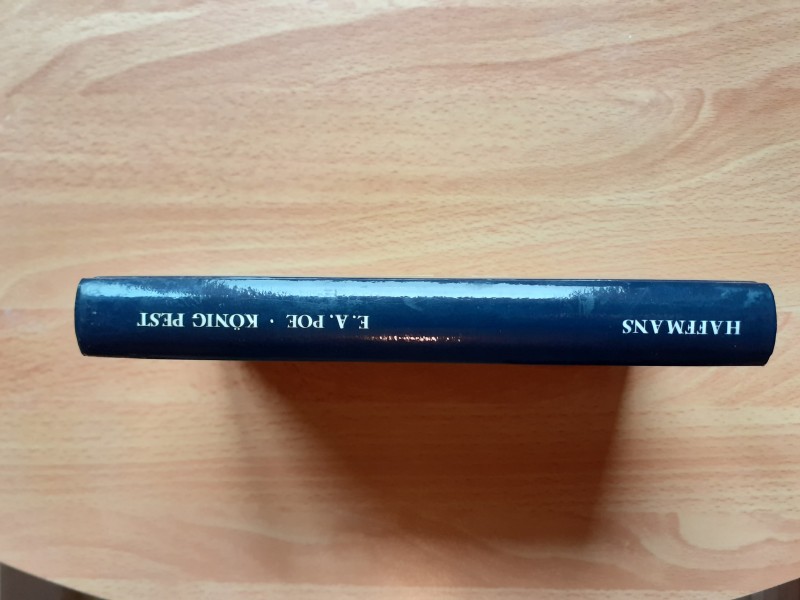 HAFFMANS
E. A. POE · KÖNIG PEST